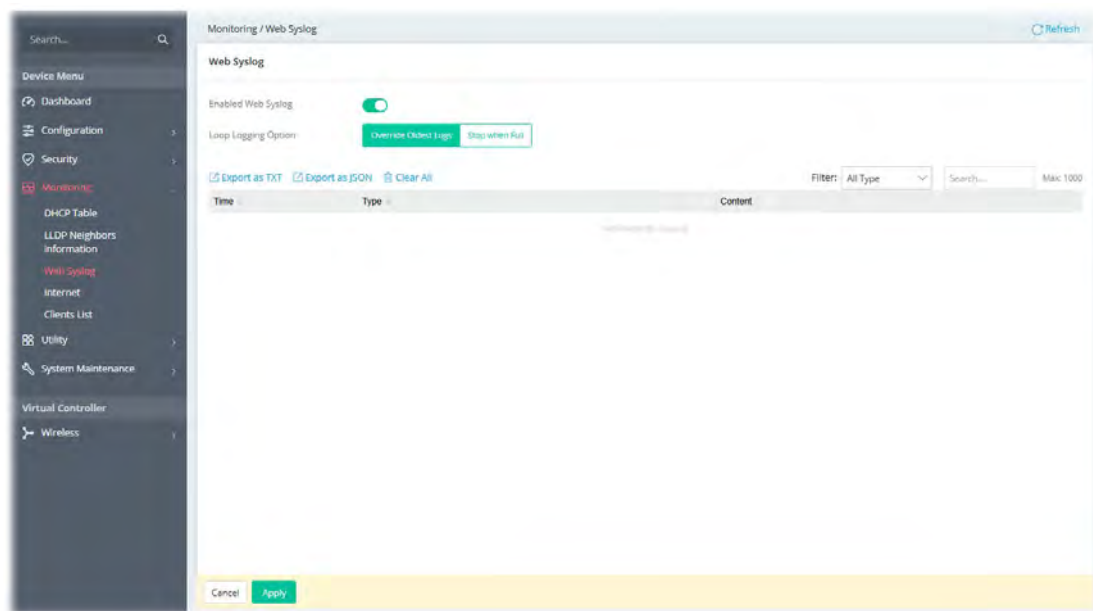 Search...
Device Menu
Dashboard
Configuration
Security
Monitoring
DHCP Table
LLDP Neighbors
Information
Web Syslog
Internet
Clients List
Utility
System Maintenance
Virtual Controller
Wireless
Monitoring / Web Syslog
Refresh
Web Syslog
Enabled Web Syslog
Loop Logging Option
Override Oldest Logs Stop when Full
Export as TXT Export as JSON Clear All
Filter: All Type Search... Max: 1000
Time Type Content
Cancel Apply